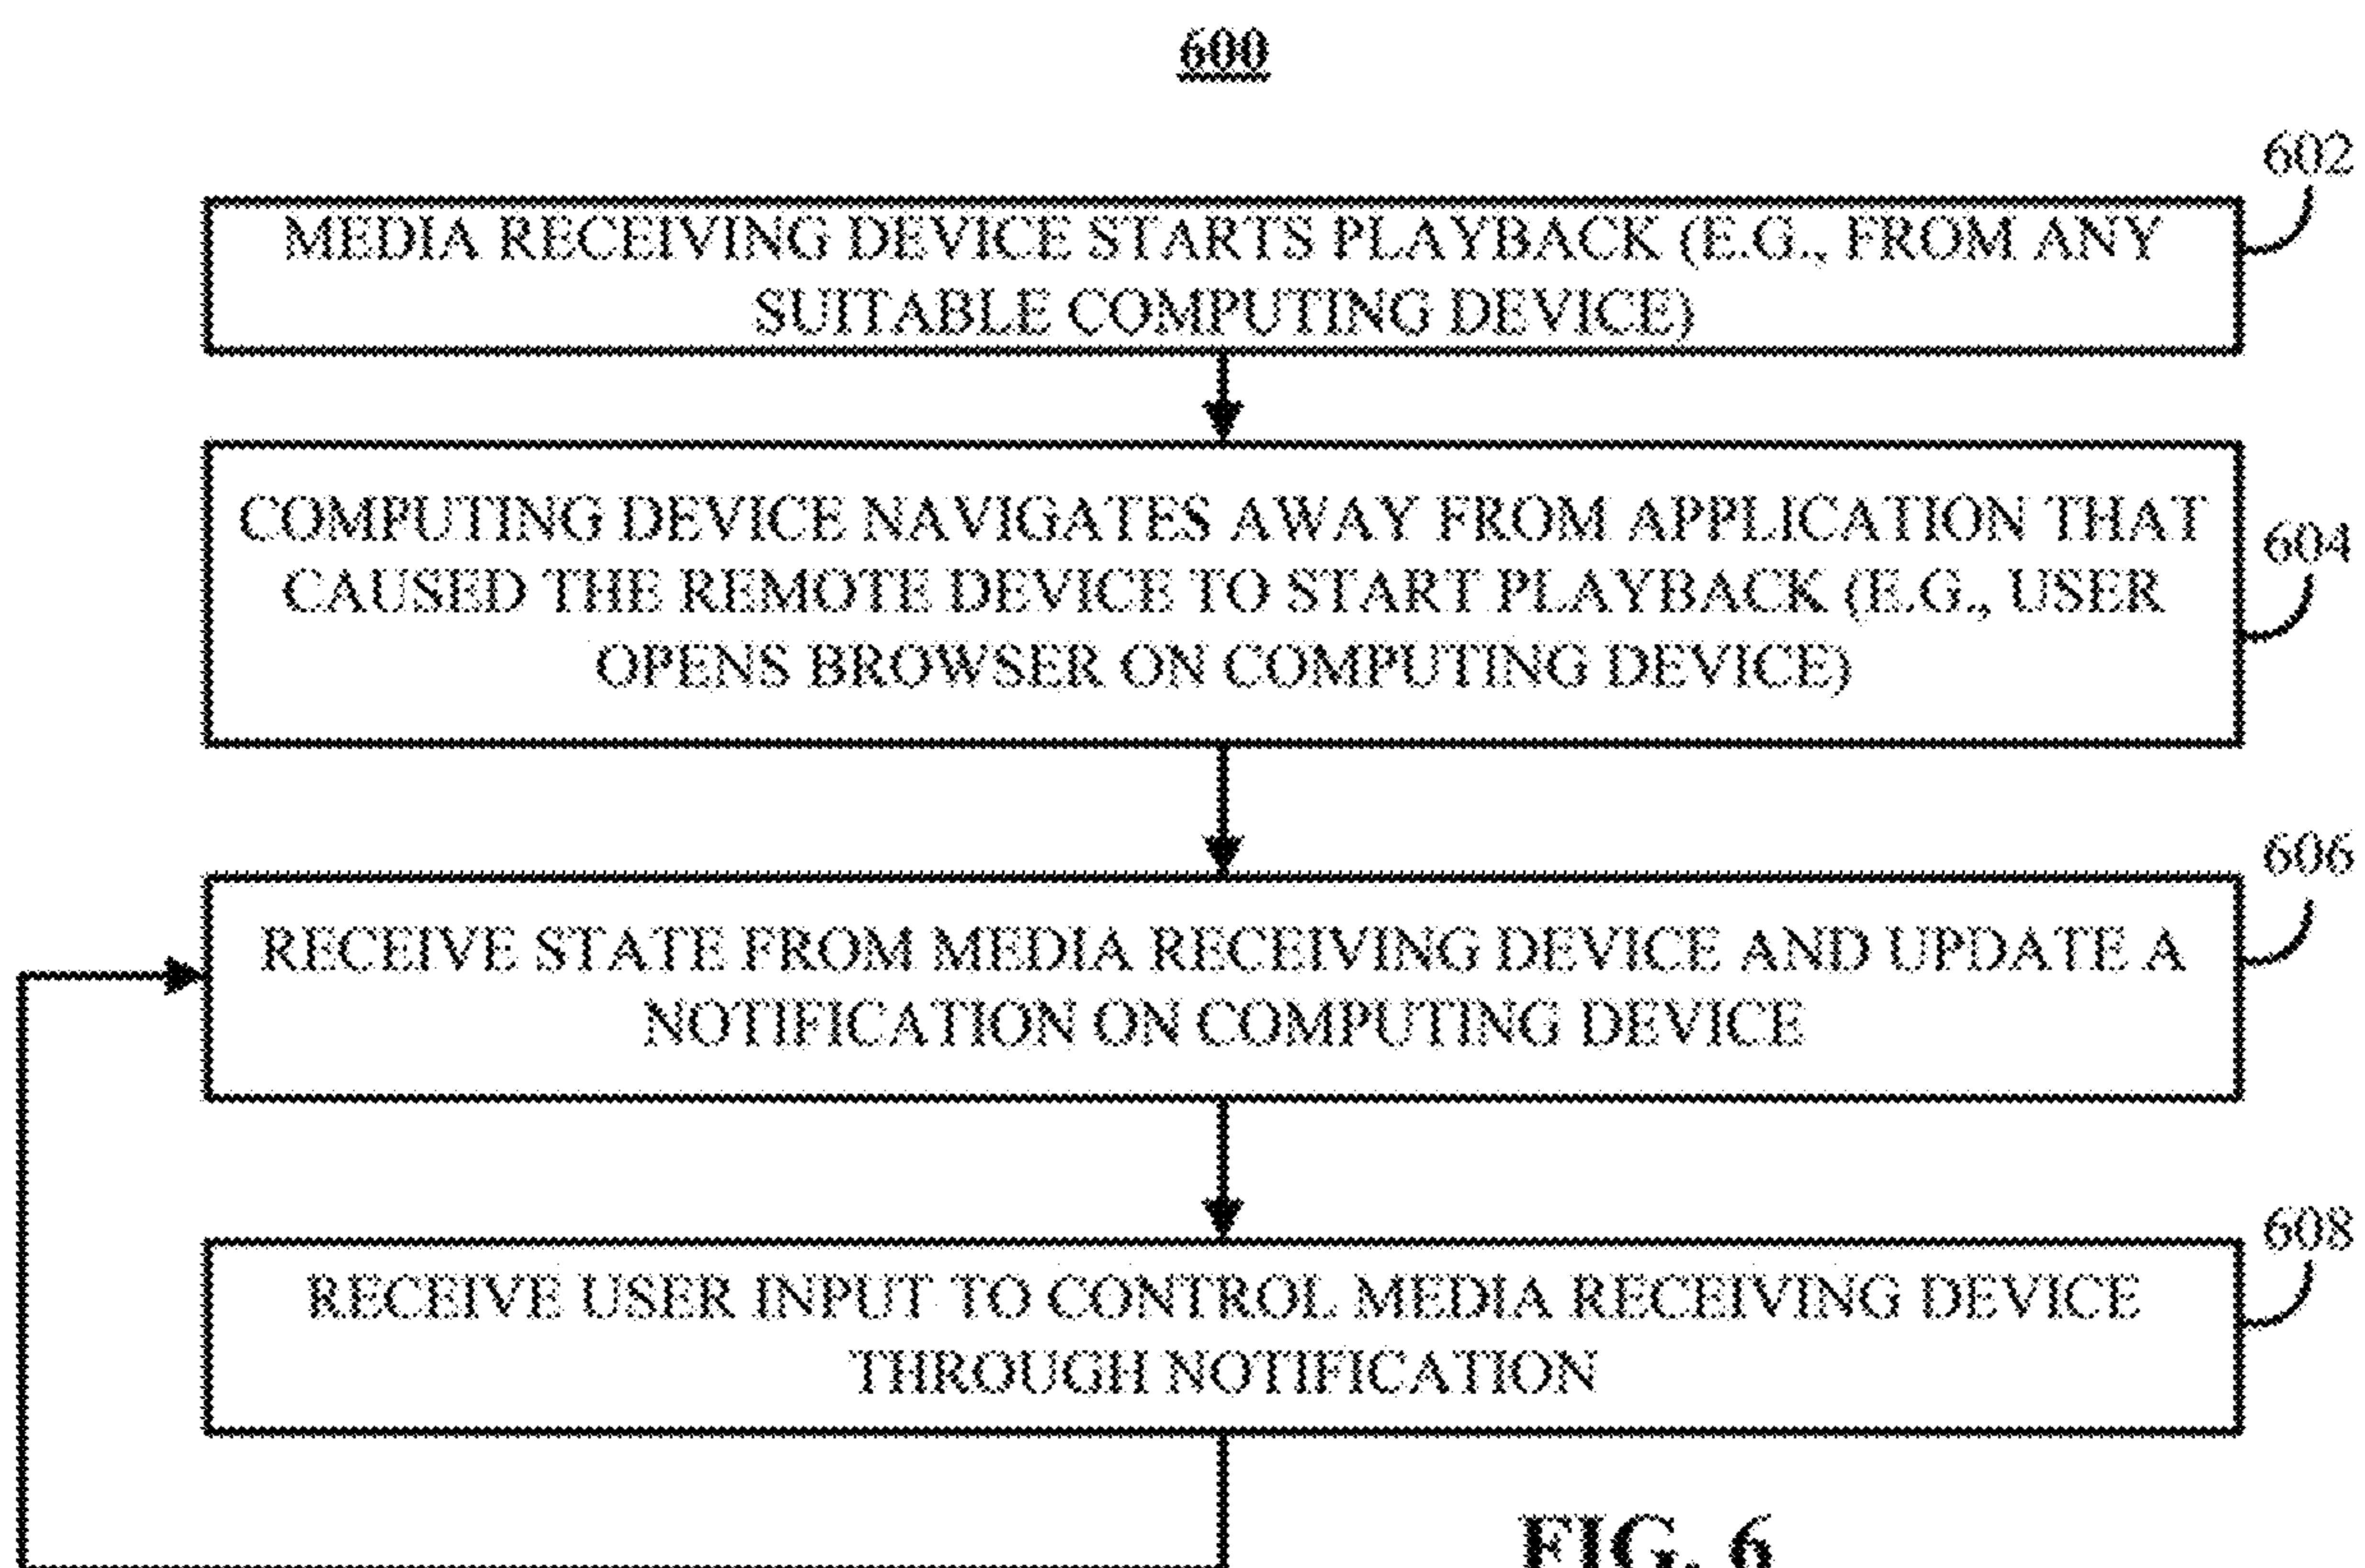 600
602
MEDIA RECEIVING DEVICE STARTS PLAYBACK (E.G., FROM ANY
SUITABLE COMPUTING DEVICE)
COMPUTING DEVICE NAVIGATES AWAY FROM APPLICATION THAT
604
CAUSED THE REMOTE DEVICE TO START PLAYBACK (E.G., USER
OPENS BROWSER ON COMPUTING DEVICE)
606
RECEIVE STATE FROM MEDIA RECEIVING DEVICE AND UPDATE A
NOTIFICATION ON COMPUTING DEVICE
608
RECEIVE USER INPUT TO CONTROL MEDIA RECEIVING DEVICE
THROUGH NOTIFICATION
FIG. 6